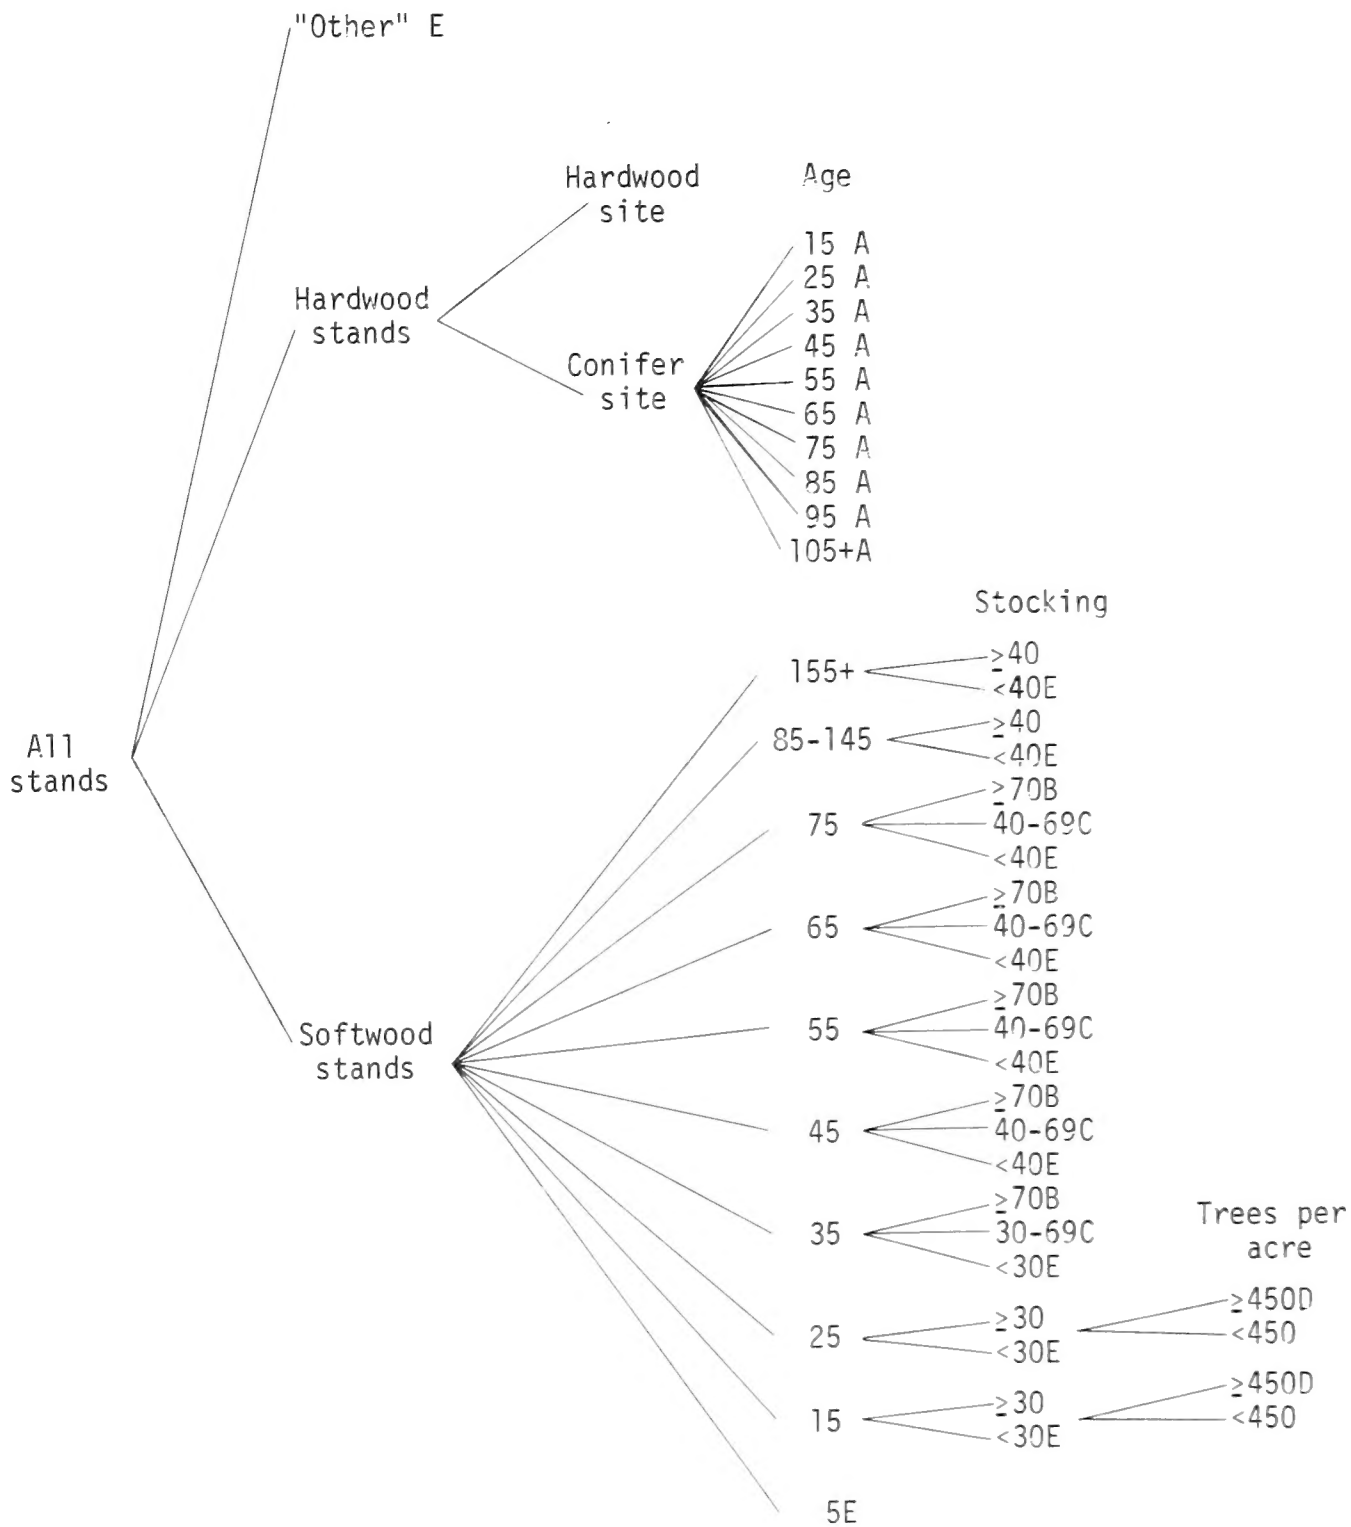 "Other" E
Hardwood
site
Age
15 A
25 A
35 A
45 A
55 A
65 A
75 A
85 A
95 A
105+A
Hardwood
stands
Conifer
site
Stocking
155+
≥40
<40E
85-145
≥40
<40E
All
stands
75
≥70B
40-69C
<40E
65
≥70B
40-69C
<40E
Softwood
stands
55
≥70B
40-69C
<40E
45
≥70B
40-69C
<40E
35
≥70B
30-69C
<30E
Trees per
acre
25
≥30
<30E
≥450D
<450
15
≥30
<30E
≥450D
<450
5E